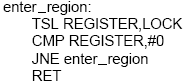 enter_region:
TSL REGISTER,LOCK
CMP REGISTER,#0
JNE enter_region
RET